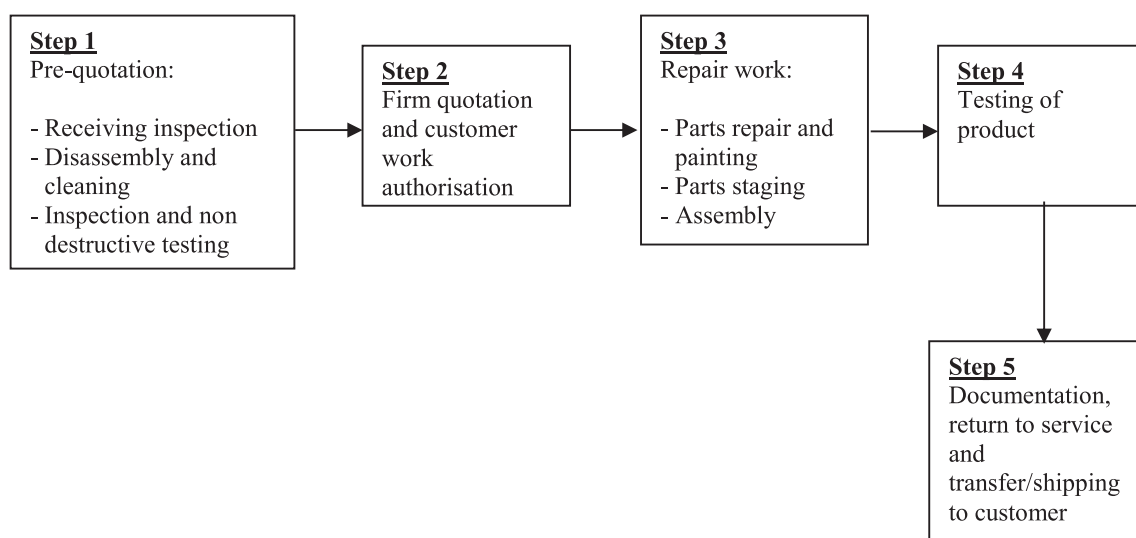 Step 1
Pre-quotation:
- Receiving inspection
- Disassembly and
cleaning
- Inspection and non
destructive testing
Step 2
Firm quotation
and customer
work
authorisation
Step 3
Repair work:
- Parts repair and
painting
- Parts staging
- Assembly
Step 4
Testing of
product
Step 5
Documentation,
return to service
and
transfer/shipping
to customer